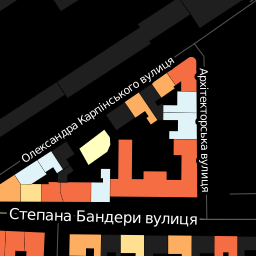 Олександра Карпінського вулиця
Архітекторська вулиця
Степана Бандери вулиця